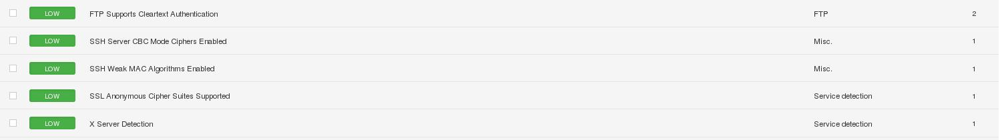 LOW FTP Supports Cleartext Authentication FTP 2
LOW SSH Server CBC Mode Ciphers Enabled Misc. 1
LOW SSH Weak MAC Algorithms Enabled Misc. 1
LOW SSL Anonymous Cipher Suites Supported Service detection 1
LOW X Server Detection Service detection 1